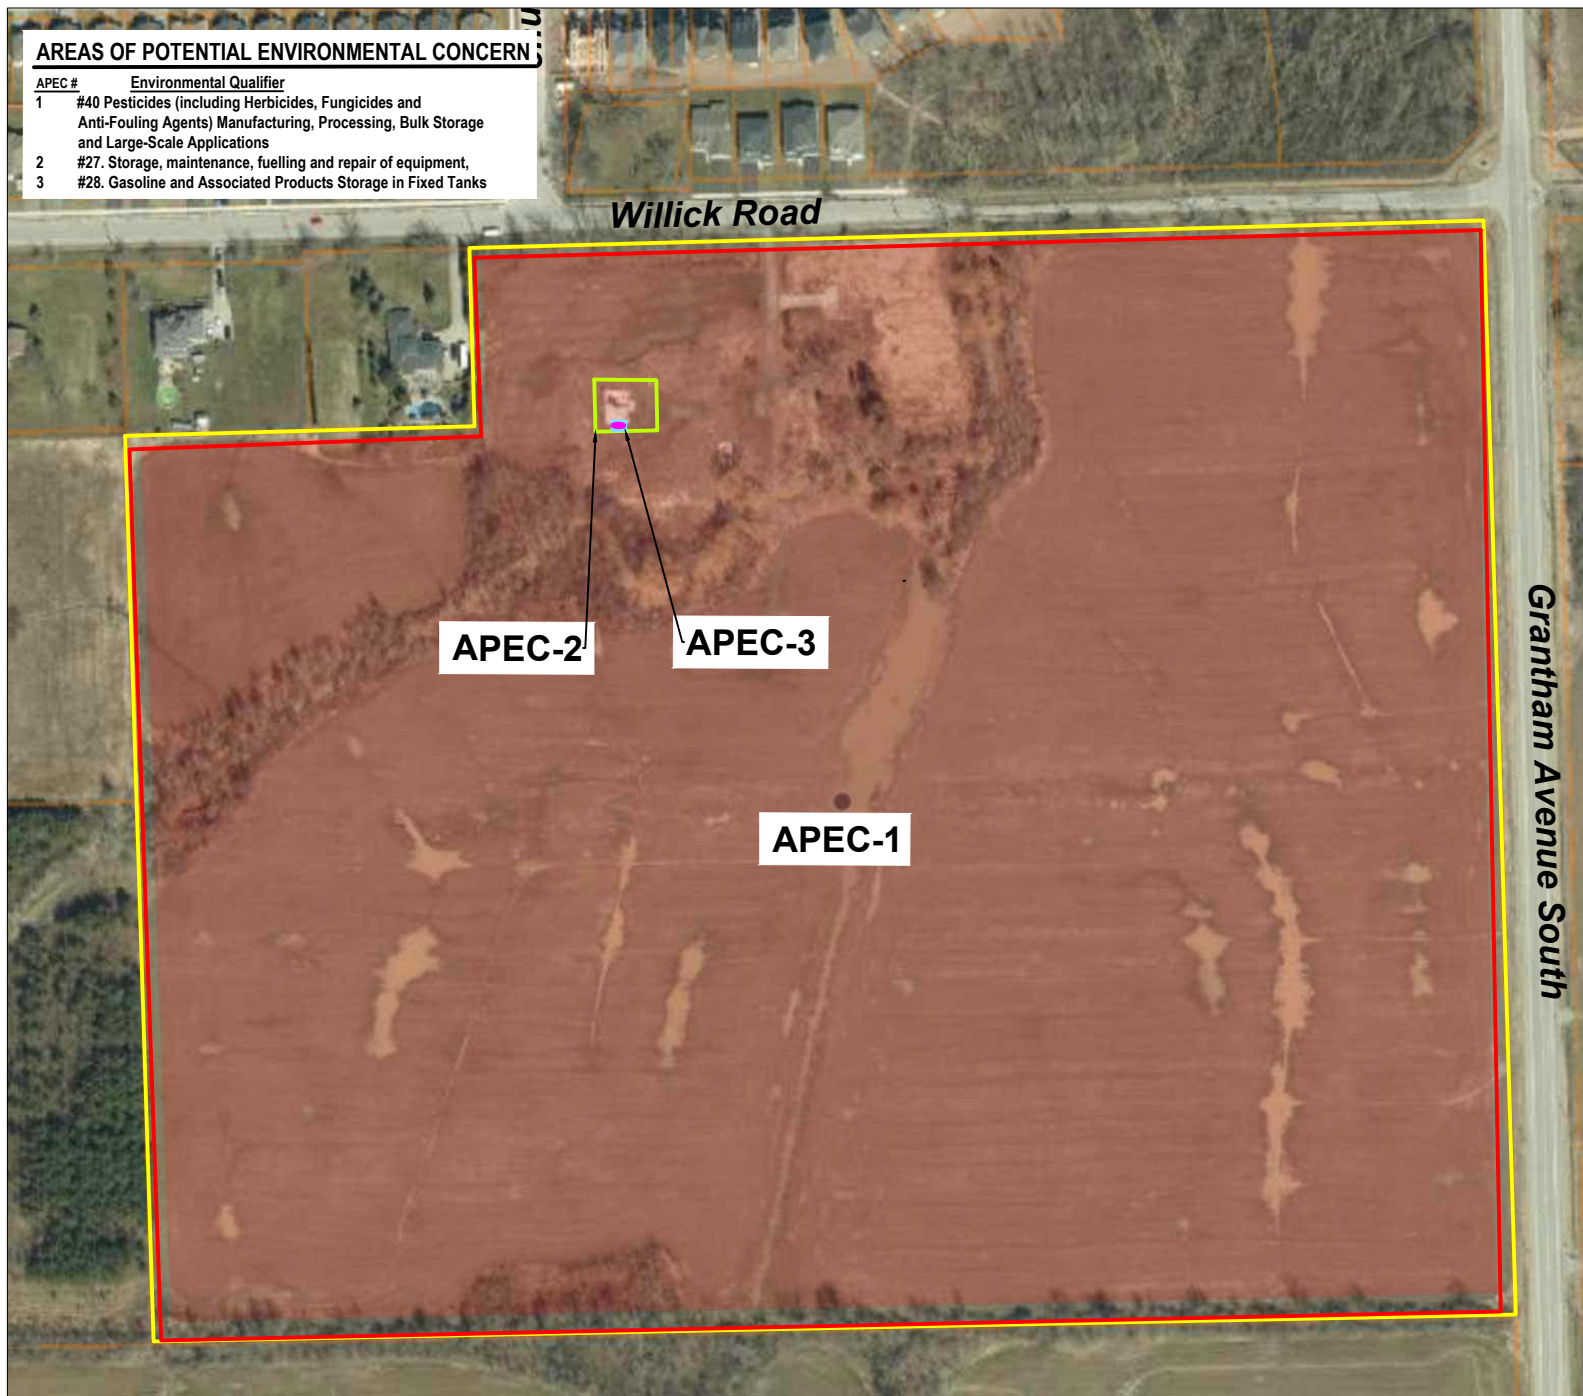 AREAS OF POTENTIAL ENVIRONMENTAL CONCERN
APEC # Environmental Qualifier
1 #40 Pesticides (including Herbicides, Fungicides and
Anti-Fouling Agents) Manufacturing, Processing, Bulk Storage
and Large-Scale Applications
2 #27. Storage, maintenance, fuelling and repair of equipment,
3 #28. Gasoline and Associated Products Storage in Fixed Tanks
Willick Road
APEC-2
APEC-3
APEC-1
Grantham Avenue South